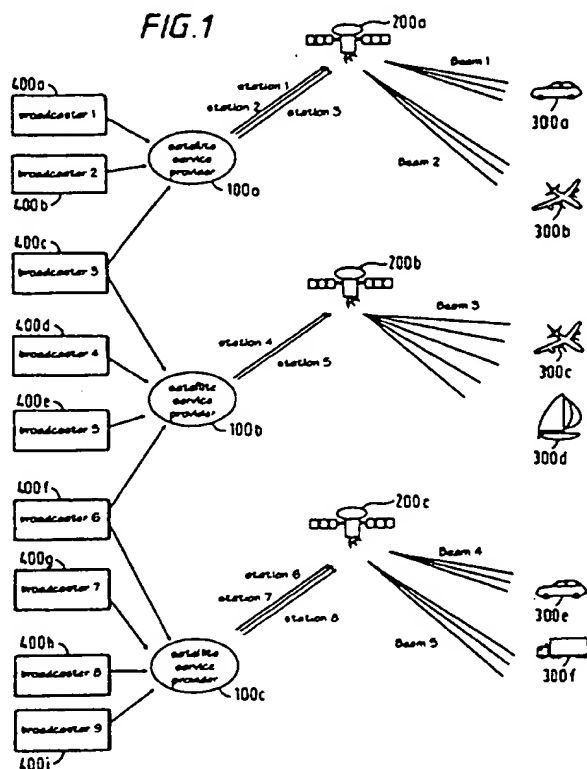 FIG.1
200a
400a
broadcaster 1
station 1
station 2
station 3
Beam 1
300a
satellite
service
provider
100a
broadcaster 2
400b
Beam 2
300b
400c
broadcaster 3
200b
400d
broadcaster 4
station 4
station 5
Beam 3
300c
satellite
service
provider
100b
400e
broadcaster 5
300d
400f
broadcaster 6
200c
400g
broadcaster 7
station 6
station 7
station 8
Beam 4
300e
400h
broadcaster 8
satellite
service
provider
100c
Beam 5
300f
broadcaster 9
400i